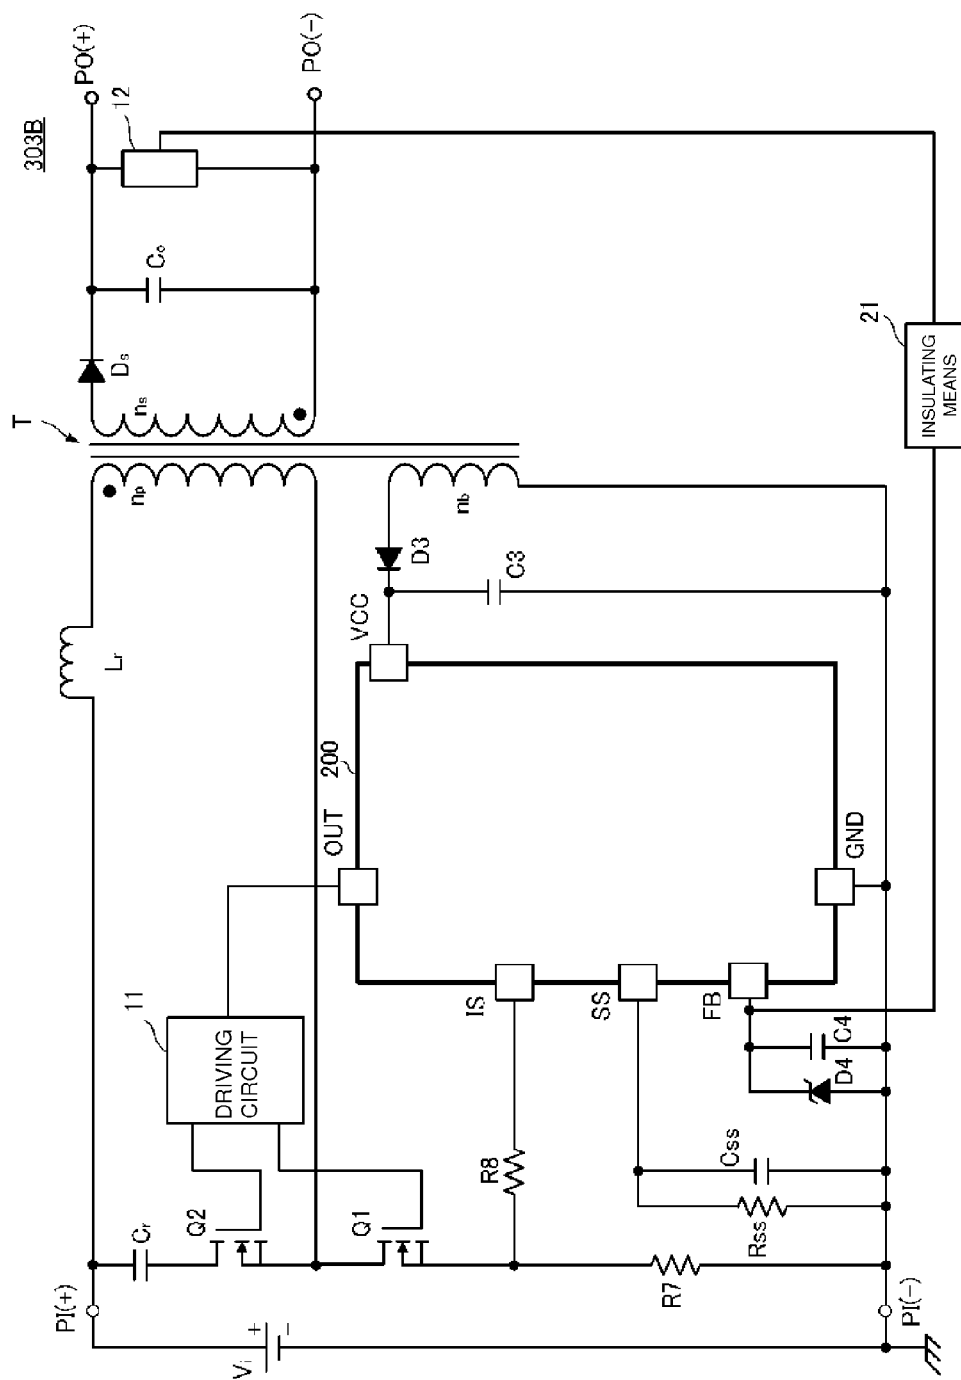 303B
PO(+)
PO(-)
12
Co
Ds
T
ns
np
nb
21
INSULATING
MEANS
Lr
D3
C3
VCC
200
OUT
GND
IS
SS
FB
11
DRIVING
CIRCUIT
C4
D4
Css
Rss
R8
Q2
Q1
Cr
R7
PI(+)
PI(-)
Vi
+
-